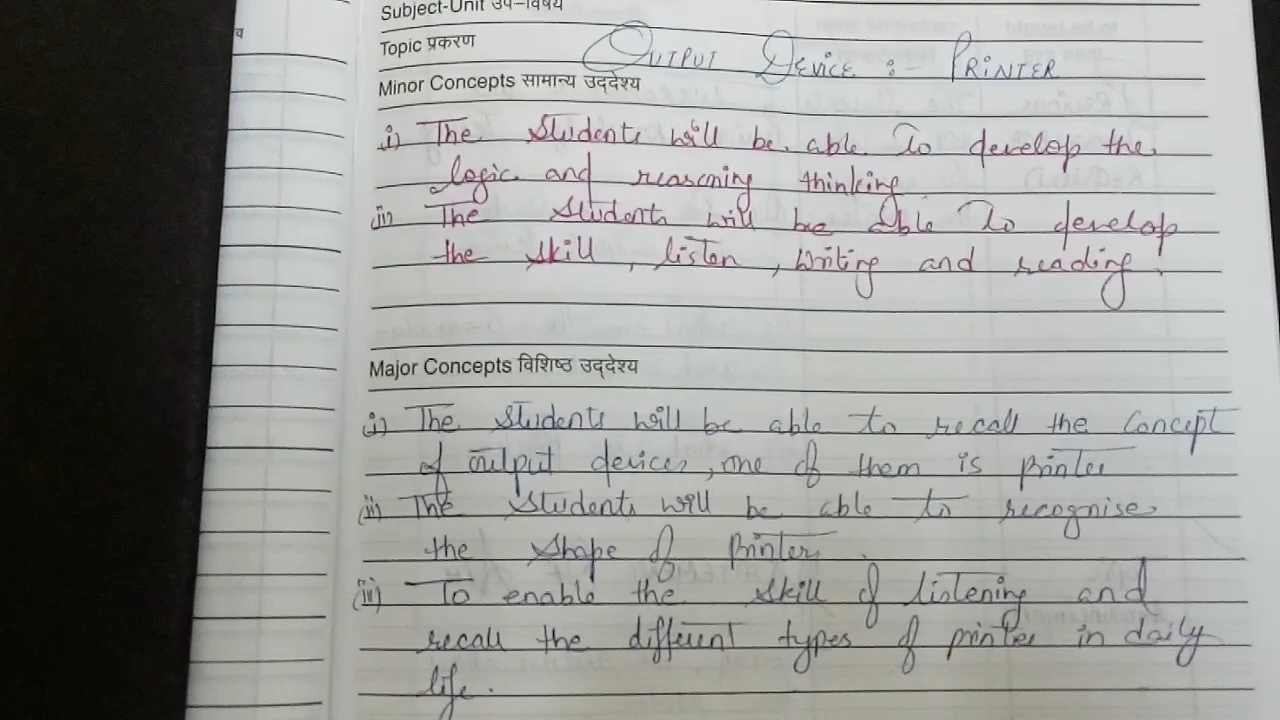 Subject-Unit उप-विषय
Topic प्रकरण OUTPUT DEVICE :- PRINTER
Minor Concepts सामान्य उद्देश्य
i) The Students will be able To develop the
logic and reasoning thinking
ii) The Students will be able To develop
the skill, listen, writing and reading.
Major Concepts विशिष्ठ उद्देश्य
i) The Students will be able to recall the concept
of output devices, one of them is printer
(ii) The Students will be able to recognise
the shape of Printer.
(iii) To enable the skill of listening and
recall the different types of printer in daily
life.